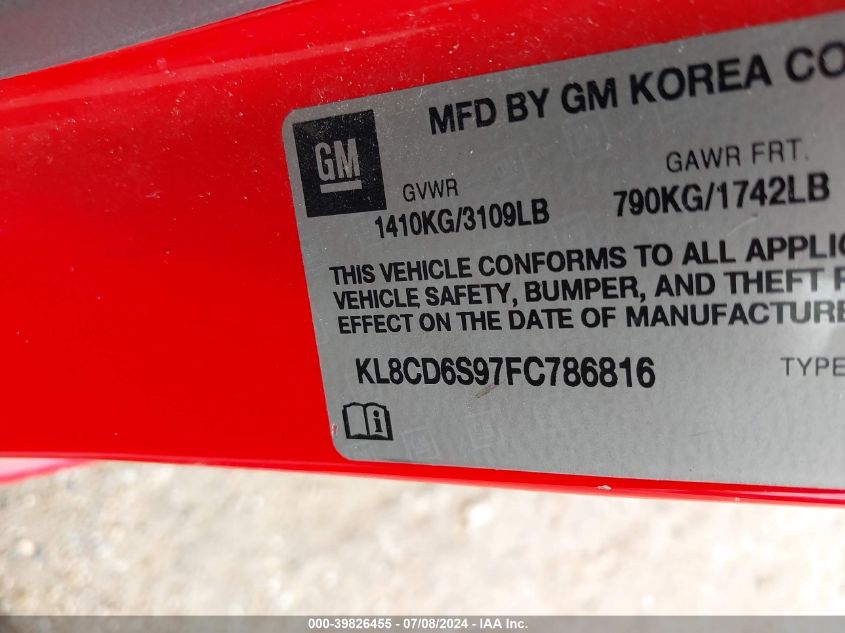 MFD BY GM KOREA CO
GM
GVWR
GAWR FRT.
1410KG/3109LB
790KG/1742LB
THIS VEHICLE CONFORMS TO ALL
VEHICLE SAFETY, BUMPER, AND THEFT
EFFECT ON THE DATE OF MANUFACTURE
KL8CD6S97FC786816
TYPE
000-39826455 - 07/08/2024 - IAA Inc.